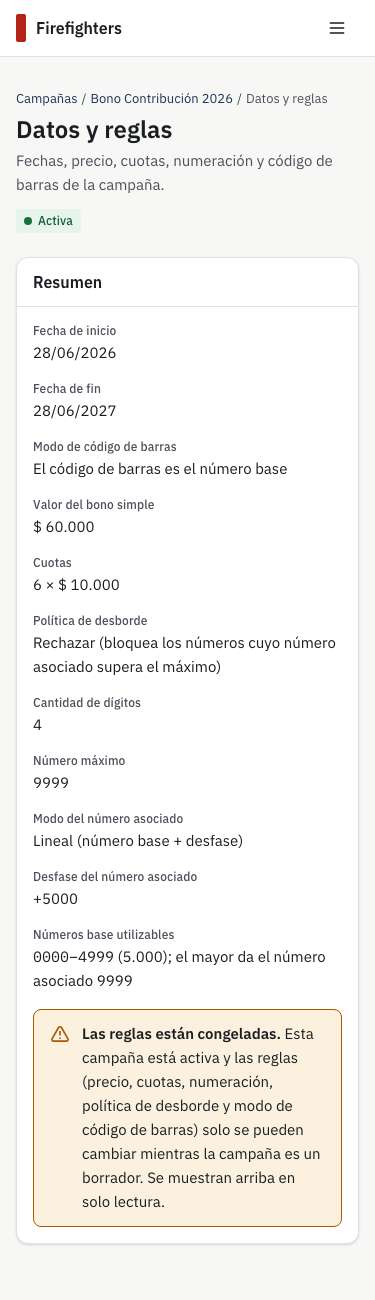 Firefighters
Campañas / Bono Contribución 2026 / Datos y reglas
Datos y reglas
Fechas, precio, cuotas, numeración y código de
barras de la campaña.
Activa
Resumen
Fecha de inicio
28/06/2026
Fecha de fin
28/06/2027
Modo de código de barras
El código de barras es el número base
Valor del bono simple
$ 60.000
Cuotas
6 × $ 10.000
Política de desborde
Rechazar (bloquea los números cuyo número
asociado supera el máximo)
Cantidad de dígitos
4
Número máximo
9999
Modo del número asociado
Lineal (número base + desfase)
Desfase del número asociado
+5000
Números base utilizables
0000–4999 (5.000); el mayor da el número
asociado 9999
Las reglas están congeladas. Esta
campaña está activa y las reglas
(precio, cuotas, numeración,
política de desborde y modo de
código de barras) solo se pueden
cambiar mientras la campaña es un
borrador. Se muestran arriba en
solo lectura.